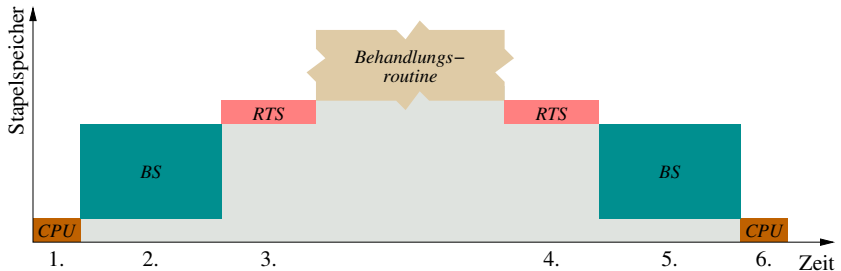 Stapelspeicher
Behandlungs−
routine
RTS
RTS
BS
BS
CPU
CPU
1.
2.
3.
4.
5.
6.
Zeit